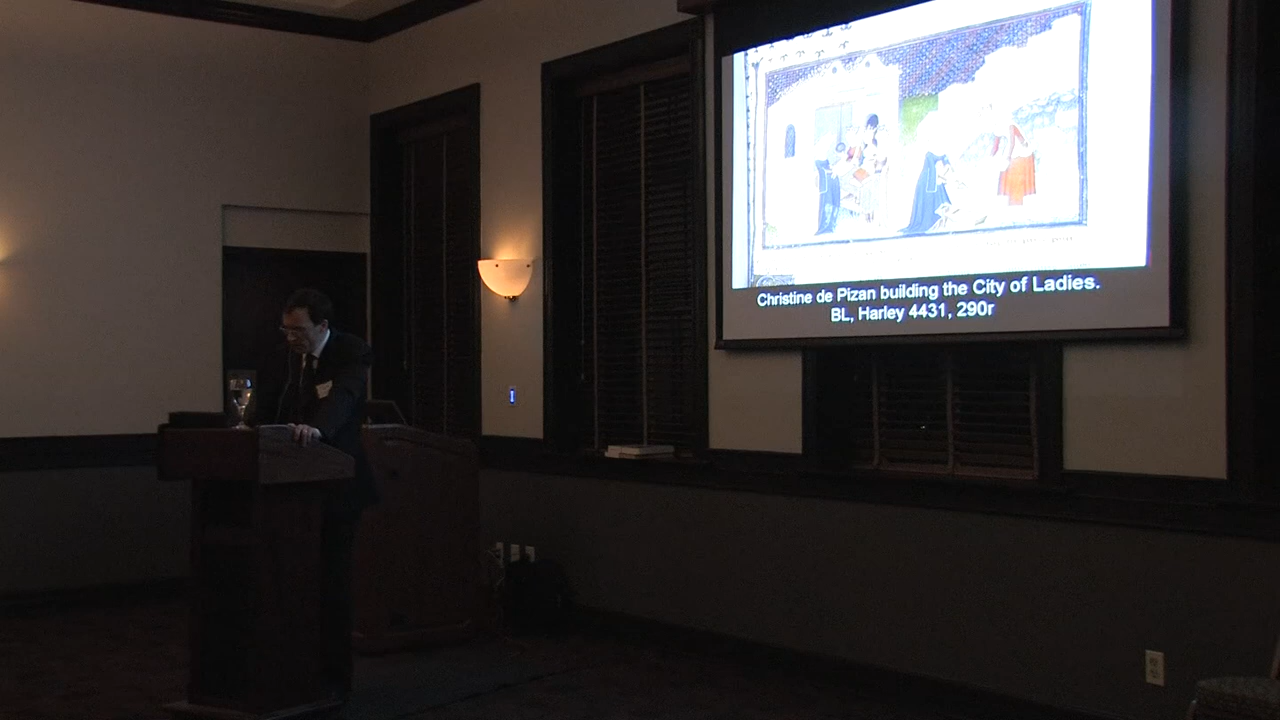 Christine de Pizan building the City of Ladies.
BL, Harley 4431, 290r